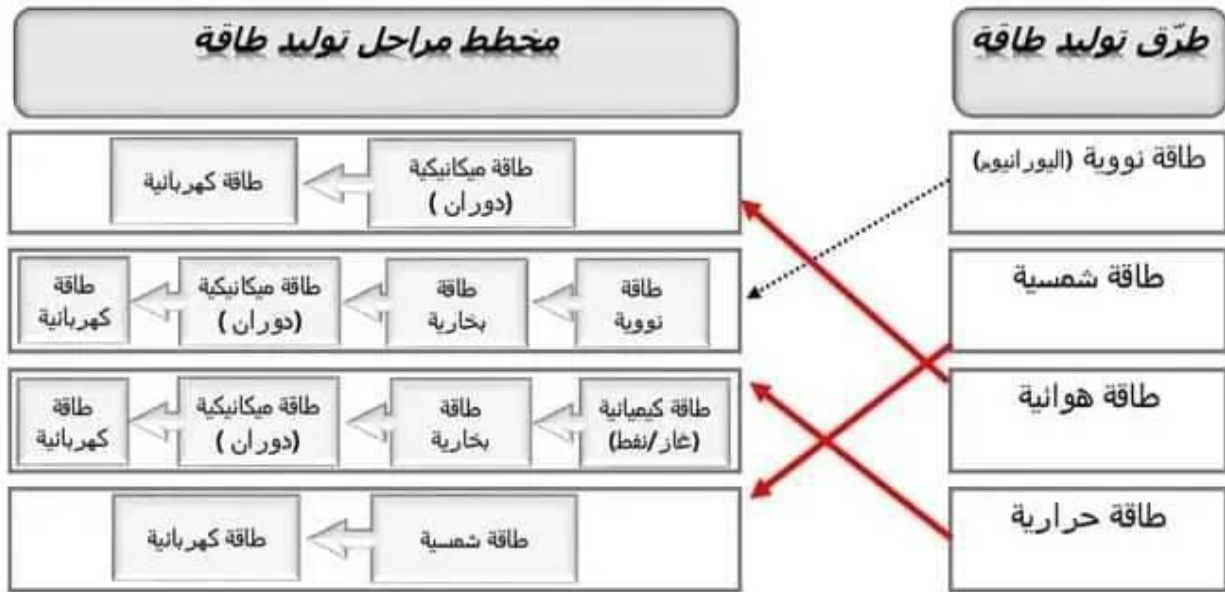 طرّق توليد طاقة
مخطط مراحل توليد طاقة
طاقة نووية (اليورانيوم)
طاقة ميكانيكية
(دوران )
طاقة كهربائية
طاقة شمسية
طاقة
نووية
طاقة
بخارية
طاقة ميكانيكية
(دوران )
طاقة
كهربائية
طاقة هوائية
طاقة كيميائية
(غاز/نفط)
طاقة
بخارية
طاقة ميكانيكية
(دوران )
طاقة
كهربائية
طاقة حرارية
طاقة شمسية
طاقة كهربائية